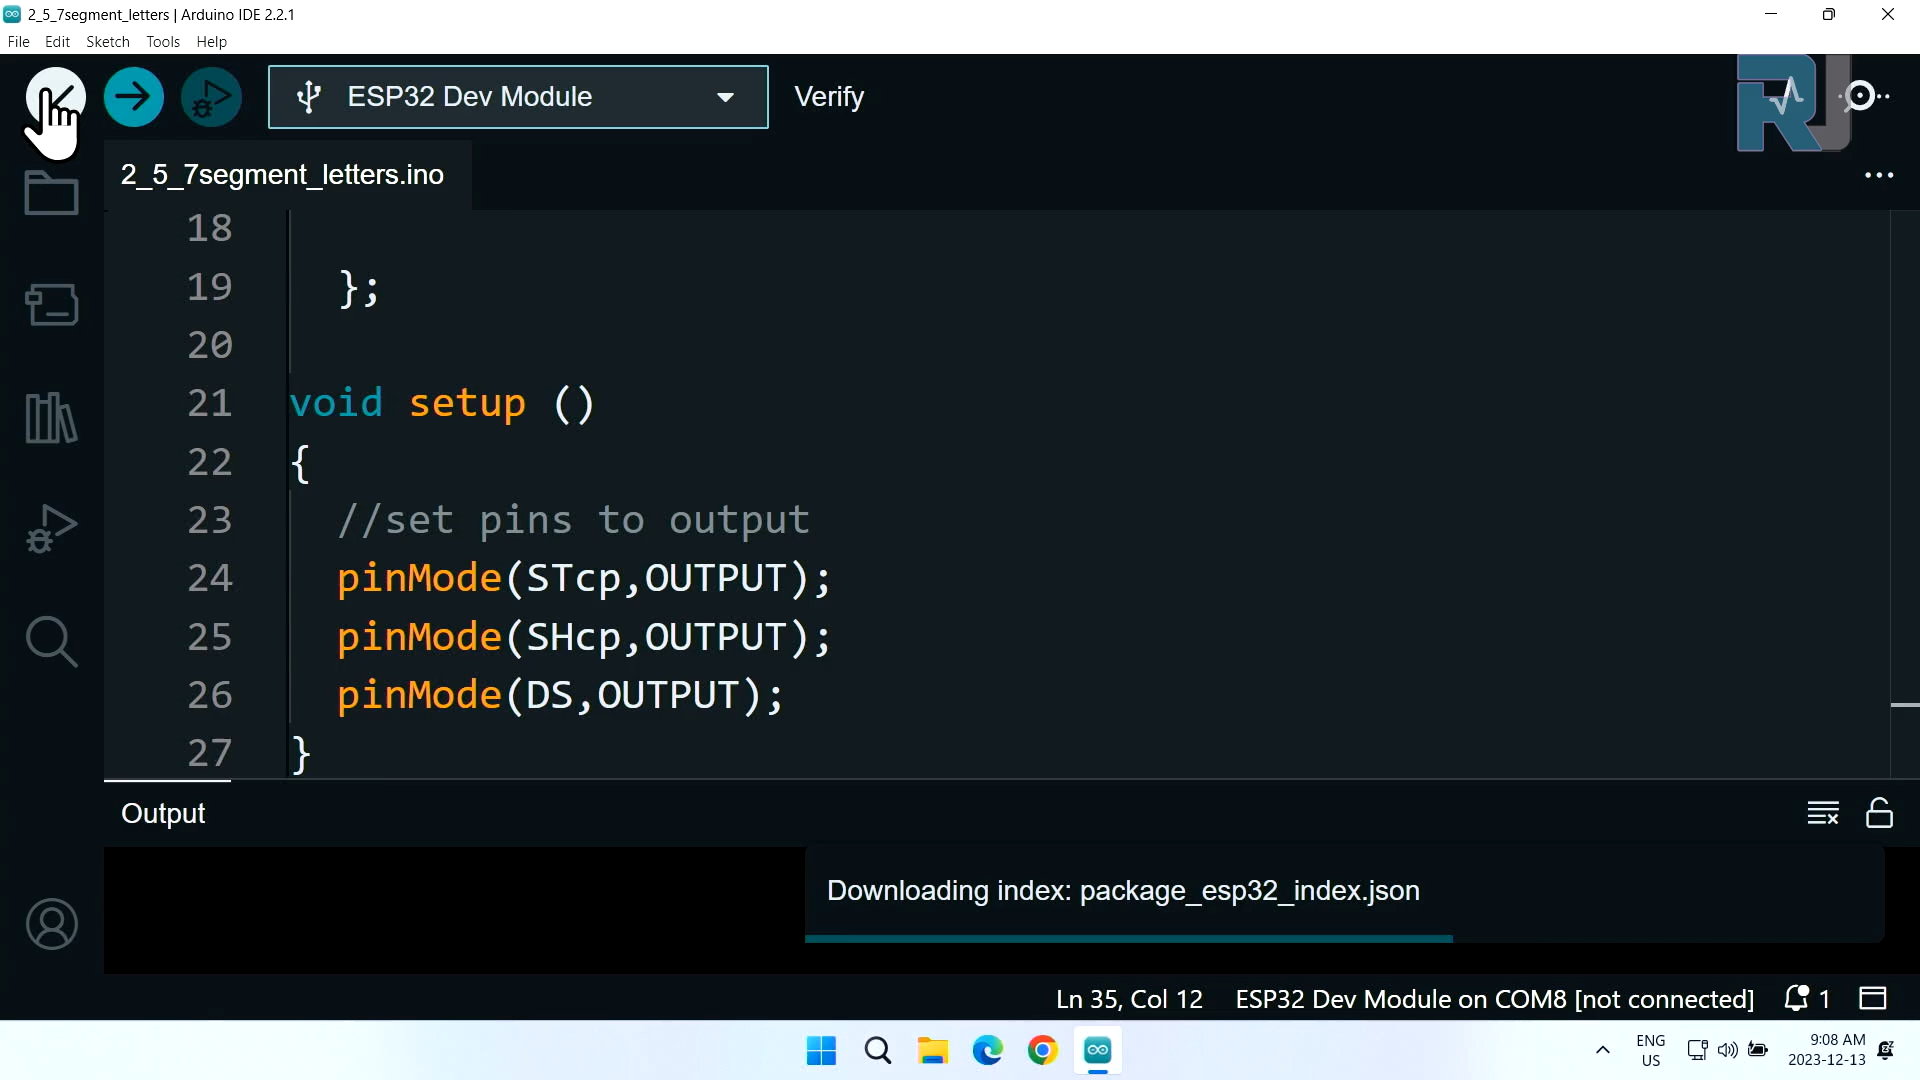 2_5_7segment_letters | Arduino IDE 2.2.1
File Edit Sketch Tools Help
ESP32 Dev Module
Verify
RJ
2_5_7segment_letters.ino
18
19 };
20
21 void setup ()
22 {
23 //set pins to output
24 pinMode(STcp,OUTPUT);
25 pinMode(SHcp,OUTPUT);
26 pinMode(DS,OUTPUT);
27 }
Output
Downloading index: package_esp32_index.json
Ln 35, Col 12 ESP32 Dev Module on COM8 [not connected] 1
ENG
US
9:08 AM
2023-12-13